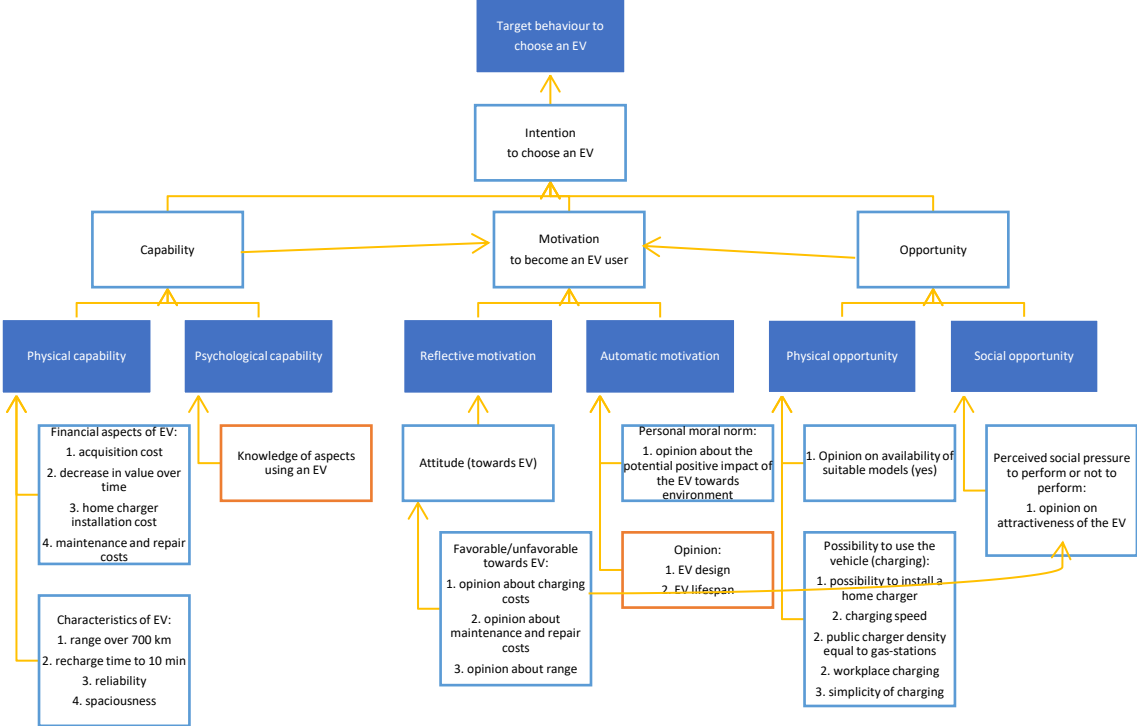 Target behaviour to
choose an EV
Intention
to choose an EV
Capability
Motivation
to become an EV user
Opportunity
Physical capability
Psychological capability
Reflective motivation
Automatic motivation
Physical opportunity
Social opportunity
Financial aspects of EV:
1. acquisition cost
2. decrease in value over
time
3. home charger
installation cost
4. maintenance and repair
costs
Knowledge of aspects
using an EV
Attitude (towards EV)
Personal moral norm:
1. opinion about the
potential positive impact of
the EV towards
environment
1. Opinion on availability of
suitable models (yes)
Perceived social pressure
to perform or not to
perform:
1. opinion on
attractiveness of the EV
Characteristics of EV:
1. range over 700 km
2. recharge time to 10 min
3. reliability
4. spaciousness
Favorable/unfavorable
towards EV:
1. opinion about charging
costs
2. opinion about
maintenance and repair
costs
3. opinion about range
Opinion:
1. EV design
2. EV lifespan
Possibility to use the
vehicle (charging):
1. possibility to install a
home charger
2. charging speed
2. public charger density
equal to gas-stations
2. workplace charging
3. simplicity of charging